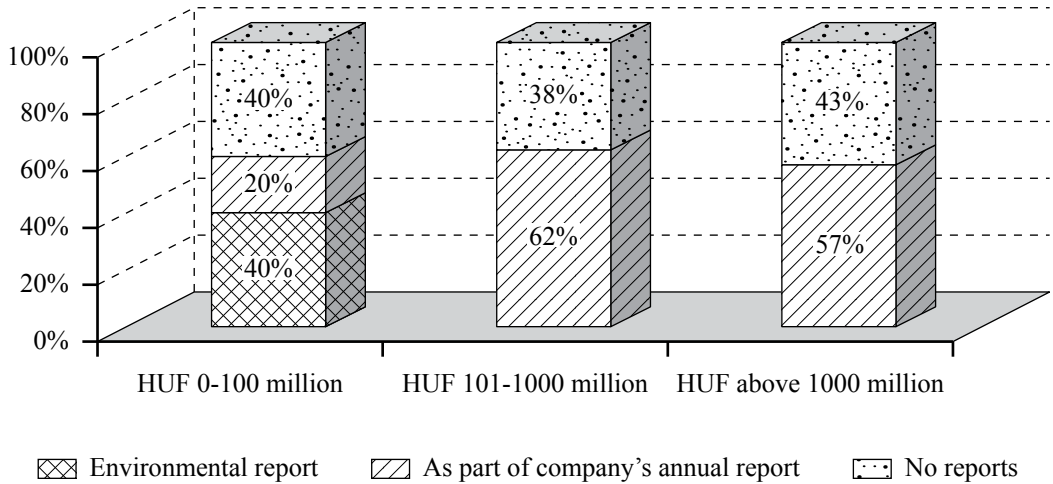 100%
80%
60%
40%
20%
0%
40%
20%
40%
38%
62%
43%
57%
HUF 0-100 million
HUF 101-1000 million
HUF above 1000 million
Environmental report
As part of company’s annual report
No reports